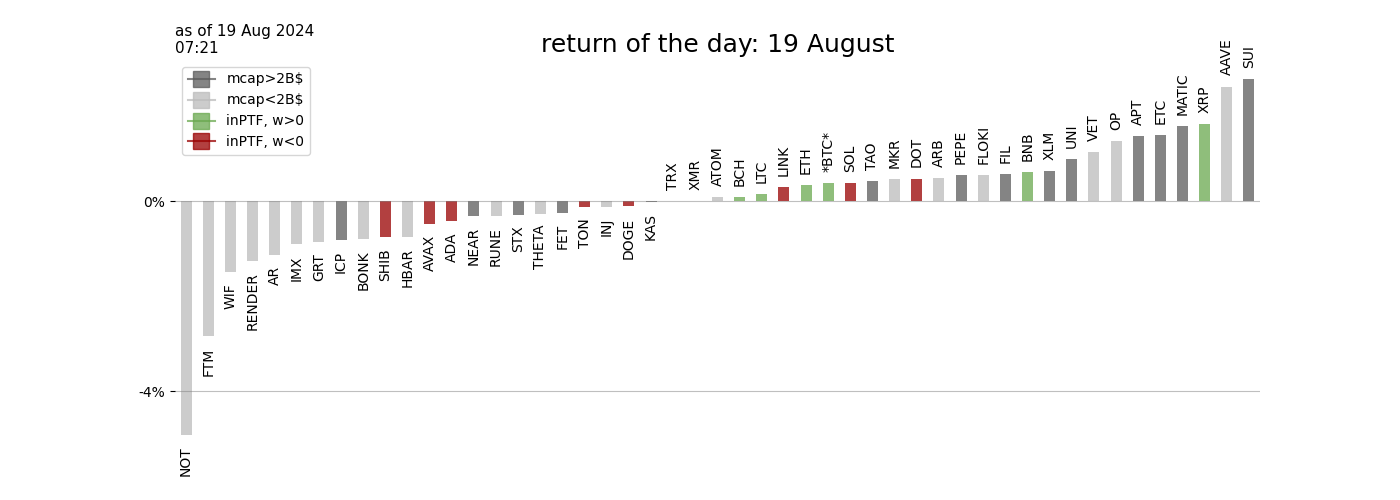 as of 19 Aug 2024
07:21
return of the day: 19 August
mcap>2B$
mcap<2B$
inPTF, w>0
inPTF, w<0
0%
-4%
NOT
FTM
WIF
RENDER
AR
IMX
GRT
ICP
BONK
SHIB
HBAR
AVAX
ADA
NEAR
RUNE
STX
THETA
FET
TON
INJ
DOGE
KAS
TRX
XMR
ATOM
BCH
LTC
LINK
ETH
*BTC*
SOL
TAO
MKR
DOT
ARB
PEPE
FLOKI
FIL
BNB
XLM
UNI
VET
OP
APT
ETC
MATIC
XRP
AAVE
SUI